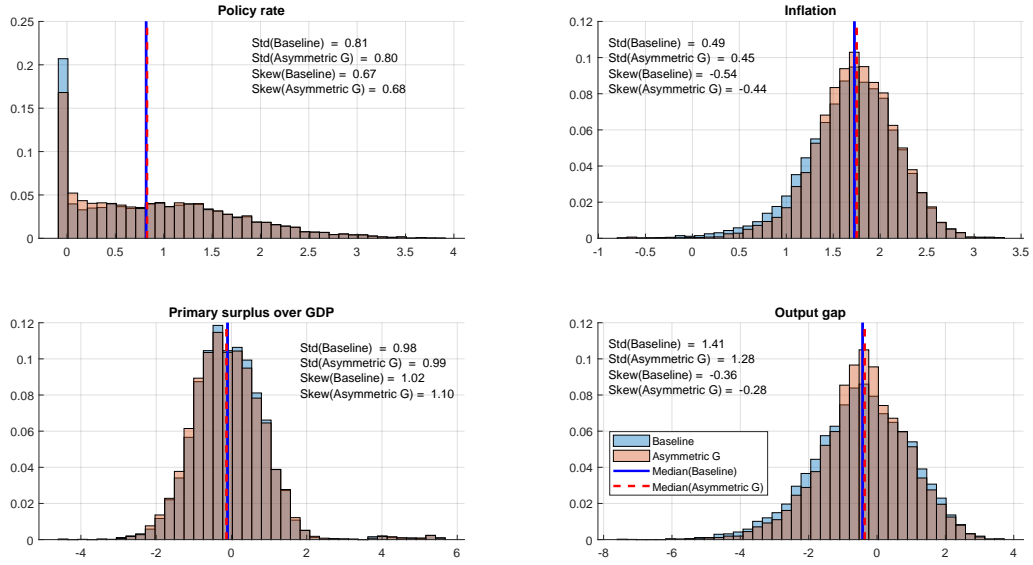 Policy rate
0.25
0.2
0.15
0.1
0.05
0
Std(Baseline) = 0.81
Std(Asymmetric G) = 0.80
Skew(Baseline) = 0.67
Skew(Asymmetric G) = 0.68
0 0.5 1 1.5 2 2.5 3 3.5 4
Inflation
0.12
0.1
0.08
0.06
0.04
0.02
0
Std(Baseline) = 0.49
Std(Asymmetric G) = 0.45
Skew(Baseline) = -0.54
Skew(Asymmetric G) = -0.44
-1 -0.5 0 0.5 1 1.5 2 2.5 3 3.5
Primary surplus over GDP
0.12
0.1
0.08
0.06
0.04
0.02
0
Std(Baseline) = 0.98
Std(Asymmetric G) = 0.99
Skew(Baseline) = 1.02
Skew(Asymmetric G) = 1.10
-4 -2 0 2 4 6
Output gap
0.12
0.1
0.08
0.06
0.04
0.02
0
Std(Baseline) = 1.41
Std(Asymmetric G) = 1.28
Skew(Baseline) = -0.36
Skew(Asymmetric G) = -0.28
Baseline
Asymmetric G
Median(Baseline)
Median(Asymmetric G)
-8 -6 -4 -2 0 2 4